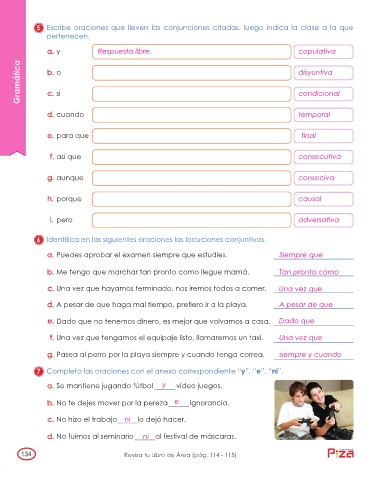 5 Escribe oraciones que lleven las conjunciones citadas, luego indica la clase a la que
pertenecen.
a. y Respuesta libre. copulativa
b. o disyuntiva
c. si condicional
d. cuando temporal
e. para que final
f. así que consecutiva
g. aunque conseciva
h. porque causal
i. pero adversativa
Gramática
6 Identifica en las siguientes oraciones las locuciones conjuntivas.
a. Puedes aprobar el examen siempre que estudies. Siempre que
b. Me tengo que marchar tan pronto como llegue mamá. Tan pronto como
c. Una vez que hayamos terminado, nos iremos todos a comer. Una vez que
d. A pesar de que haga mal tiempo, prefiero ir a la playa. A pesar de que
e. Dado que no tenemos dinero, es mejor que volvamos a casa. Dado que
f. Una vez que tengamos el equipaje listo, llamaremos un taxi. Una vez que
g. Pasea al perro por la playa siempre y cuando tenga correa. siempre y cuando
7 Completa las oraciones con el anexo correspondiente "y", "e", "ni".
a. Se mantiene jugando fútbol y video juegos.
b. No te dejes mover por la pereza e ignorancia.
c. No hizo el trabajo ni lo dejó hacer.
d. No fuimos al seminario ni al festival de máscaras.
134 Revisa tu Libro de Área (pág. 114 - 115)